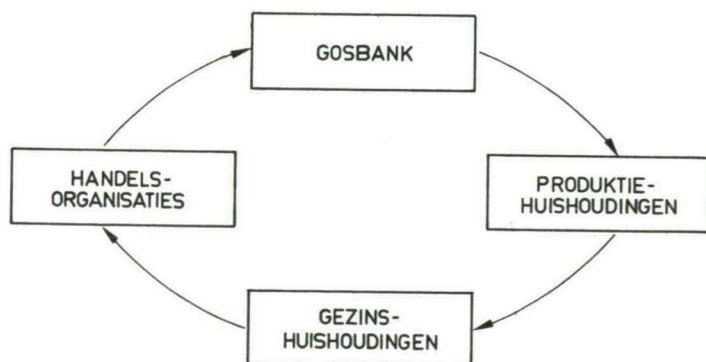 GOSBANK
HANDELS-
ORGANISATIES
PRODUKTIE-
HUISHOUDINGEN
GEZINS-
HUISHOUDINGEN